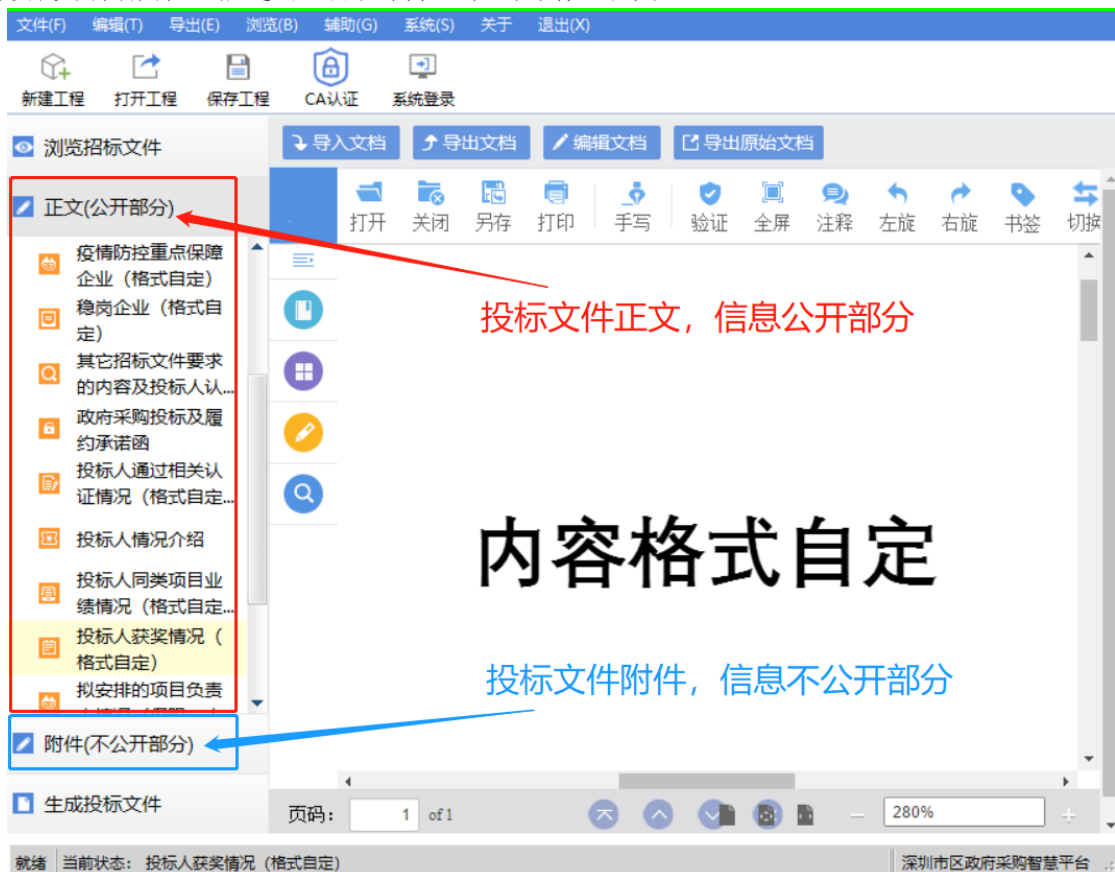 文件(F) 编辑(T) 导出(E) 浏览(B) 辅助(G) 系统(S) 关于 退出(X)
新建工程 打开工程 保存工程 CA认证 系统登录
浏览招标文件
导入文档 导出文档 编辑文档 导出原始文档
正文(公开部分)
打开 关闭 另存 打印 手写 验证 全屏 注释 左旋 右旋 书签 切换
疫情防控重点保障
企业（格式自定）
稳岗企业（格式自
定）
其它招标文件要求
的内容及投标人认...
政府采购投标及履
约承诺函
投标人通过相关认
证情况（格式自定...
投标人情况介绍
投标人同类项目业
绩情况（格式自定...
投标人获奖情况（
格式自定）
拟安排的项目负责
投标文件正文，信息公开部分
内容格式自定
投标文件附件，信息不公开部分
附件(不公开部分)
生成投标文件
页码: 1 of 1 280%
就绪 当前状态: 投标人获奖情况（格式自定） 深圳市区政府采购智慧平台